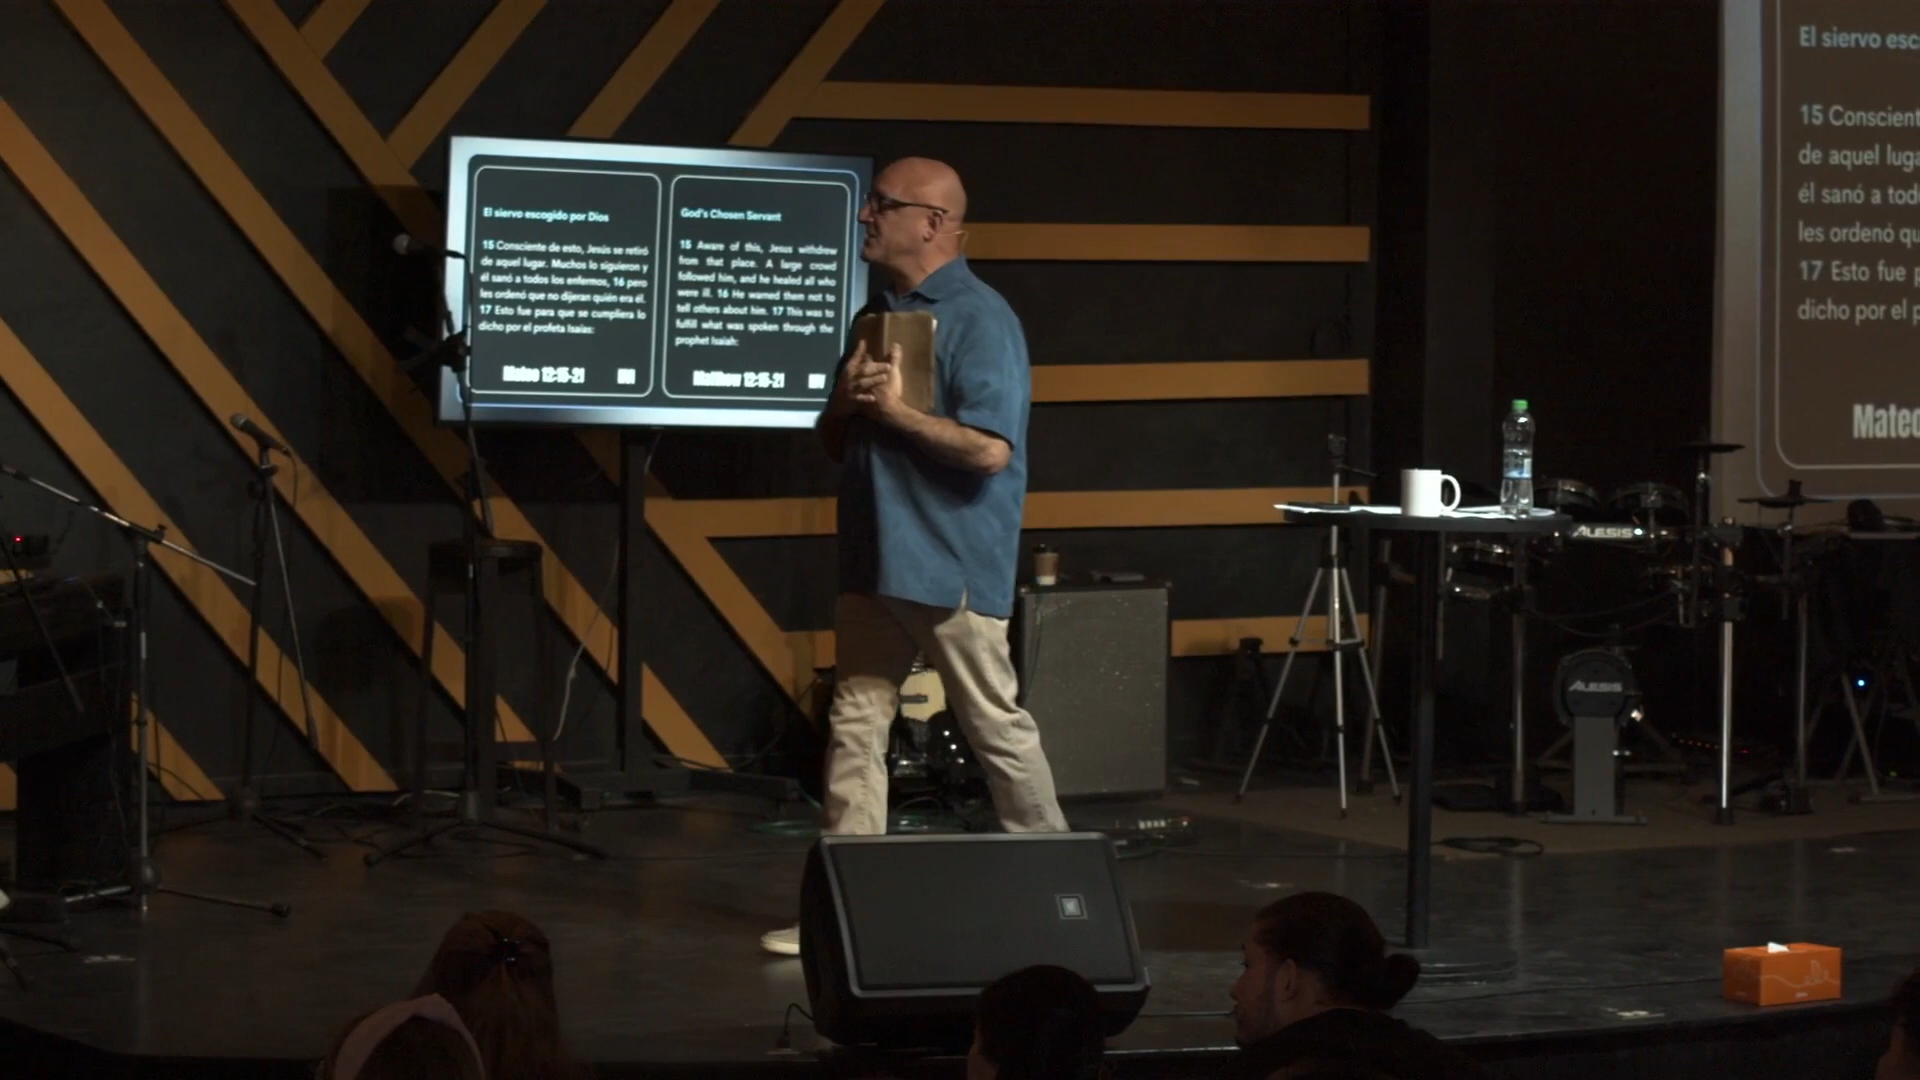 El siervo escogido por Dios
15 Consciente de esto, Jesús se retiró
de aquel lugar. Muchos lo siguieron y
él sanó a todos los enfermos, 16 pero
les ordenó que no dijeran quién era él.
17 Esto fue para que se cumpliera lo
dicho por el profeta Isaías:
Mateo 12:15-21 NVI
God's Chosen Servant
15 Aware of this, Jesus withdrew
from that place. A large crowd
followed him, and he healed all who
were ill. 16 He warned them not to
tell others about him. 17 This was to
fulfill what was spoken through the
prophet Isaiah:
Matthew 12:15-21 NIV
El siervo esc
15 Conscient
de aquel luga
él sanó a tod
les ordenó qu
17 Esto fue p
dicho por el p
Mateo
ALESIS
ALESIS